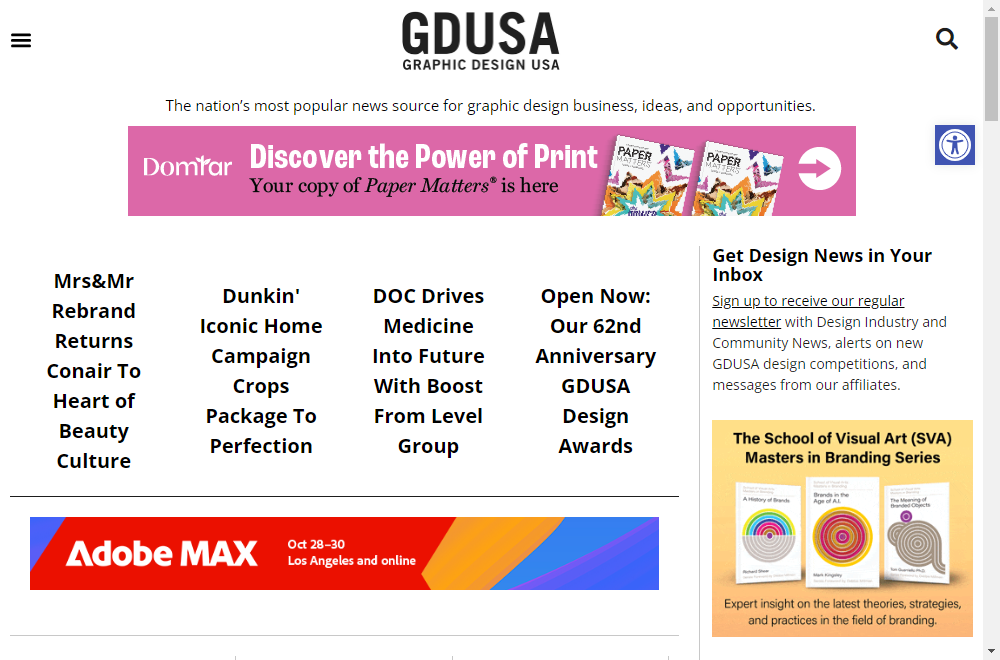 GDUSA
GRAPHIC DESIGN USA
The nation's most popular news source for graphic design business, ideas, and opportunities.
Domtar
Discover the Power of Print
Your copy of Paper Matters® is here
PAPER
MATTERS
PAPER
MATTERS
Mrs&Mr
Rebrand
Returns
Conair To
Heart of
Beauty
Culture
Dunkin'
Iconic Home
Campaign
Crops
Package To
Perfection
DOC Drives
Medicine
Into Future
With Boost
From Level
Group
Open Now:
Our 62nd
Anniversary
GDUSA
Design
Awards
Adobe MAX
Oct 28–30
Los Angeles and online
Get Design News in Your
Inbox
Sign up to receive our regular
newsletter with Design Industry and
Community News, alerts on new
GDUSA design competitions, and
messages from our affiliates.
The School of Visual Art (SVA)
Masters in Branding Series
A History of Brands
Brands in the
Age of A.I.
The Meaning of
Branded Objects
Richard Shear
Mark Kingsley
Tom Guarriello Ph.D.
Expert insight on the latest theories, strategies,
and practices in the field of branding.